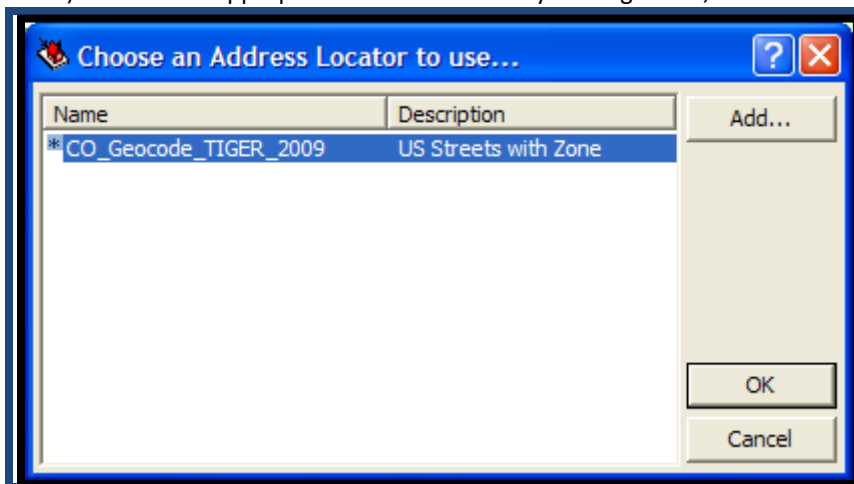 Choose an Address Locator to use...
Name Description Add...
* CO_Geocode_TIGER_2009 US Streets with Zone
OK
Cancel